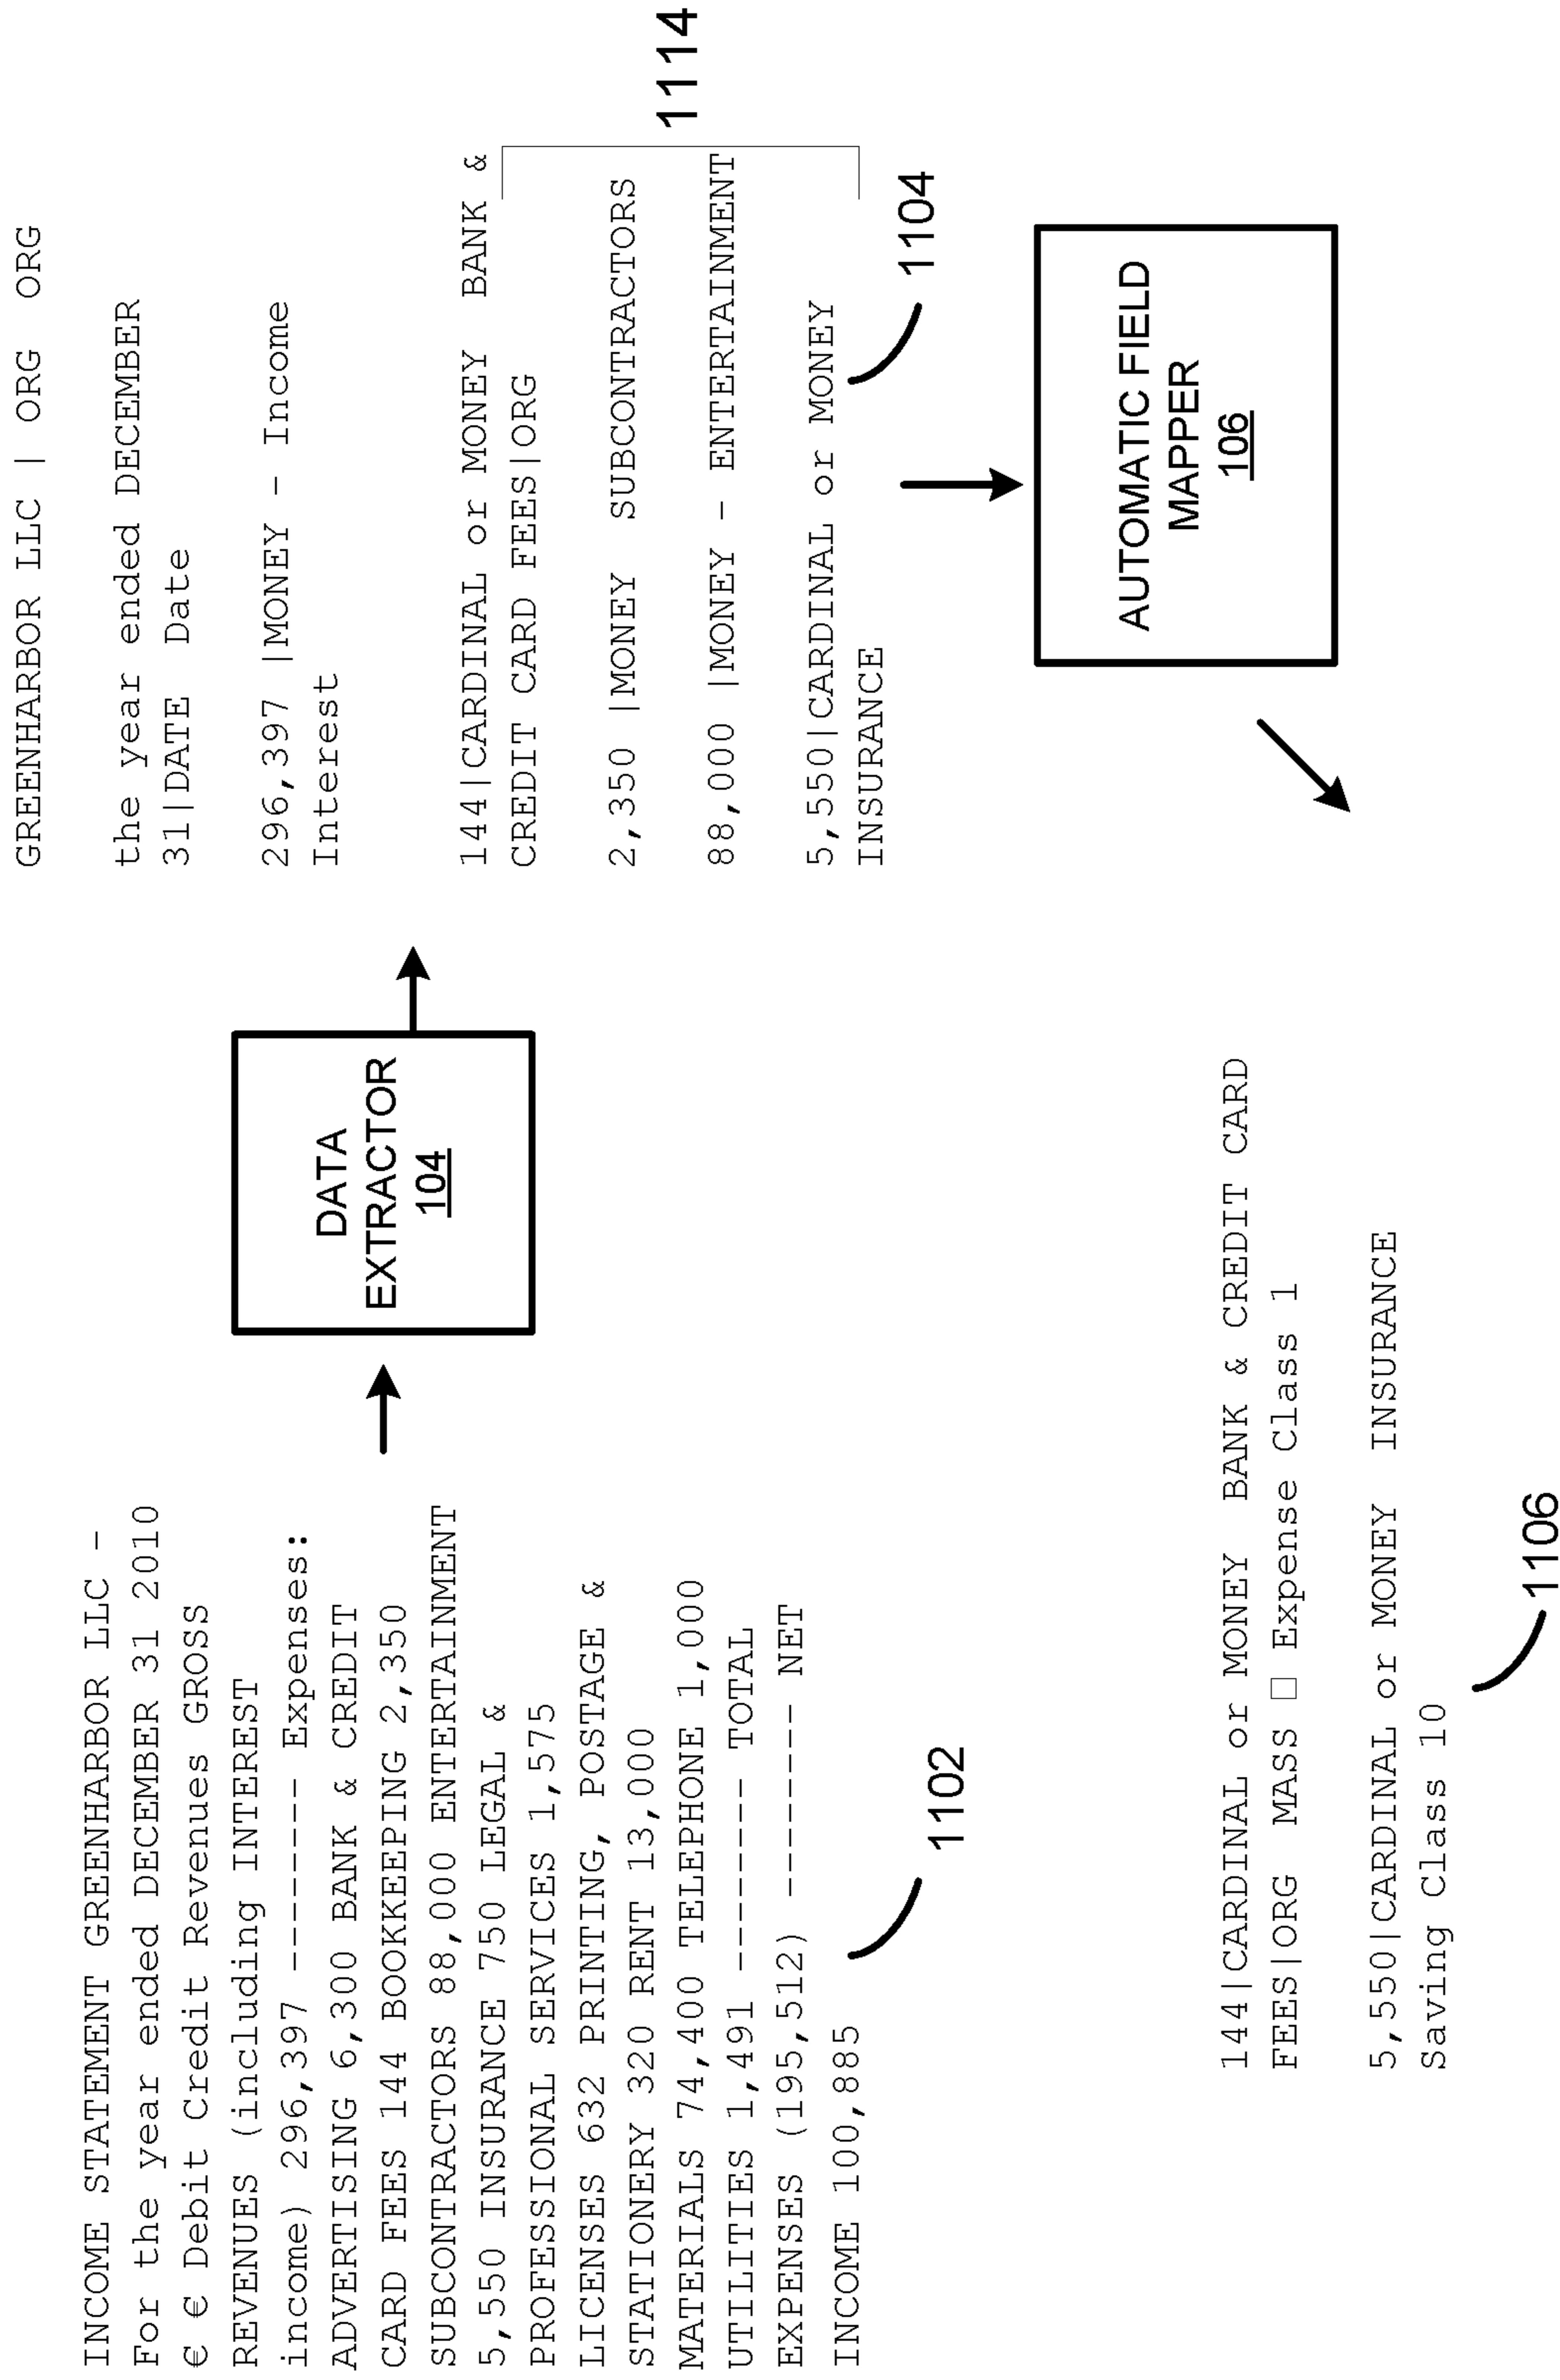 INCOME STATEMENT GREENHARBOR LLC -
For the year ended DECEMBER 31 2010
€ € Debit Credit Revenues GROSS
REVENUES (including INTEREST
income) 296,397 --------- Expenses:
ADVERTISING 6,300 BANK & CREDIT
CARD FEES 144 BOOKKEEPING 2,350
SUBCONTRACTORS 88,000 ENTERTAINMENT
5,550 INSURANCE 750 LEGAL &
PROFESSIONAL SERVICES 1,575
LICENSES 632 PRINTING, POSTAGE &
STATIONERY 320 RENT 13,000
MATERIALS 74,400 TELEPHONE 1,000
UTILITIES 1,491 --------- TOTAL
EXPENSES (195,512) --------- NET
INCOME 100,885
1102
DATA
EXTRACTOR
104
GREENHARBOR LLC | ORG ORG
the year ended DECEMBER
31|DATE Date
296,397 |MONEY - Income
Interest
144|CARDINAL or MONEY BANK &
CREDIT CARD FEES|ORG
2,350 |MONEY SUBCONTRACTORS
88,000 |MONEY - ENTERTAINMENT
5,550|CARDINAL or MONEY
INSURANCE
1114
1104
AUTOMATIC FIELD
MAPPER
106
144|CARDINAL or MONEY BANK & CREDIT CARD
FEES|ORG MASS □ Expense Class 1
5,550|CARDINAL or MONEY INSURANCE
Saving Class 10
1106